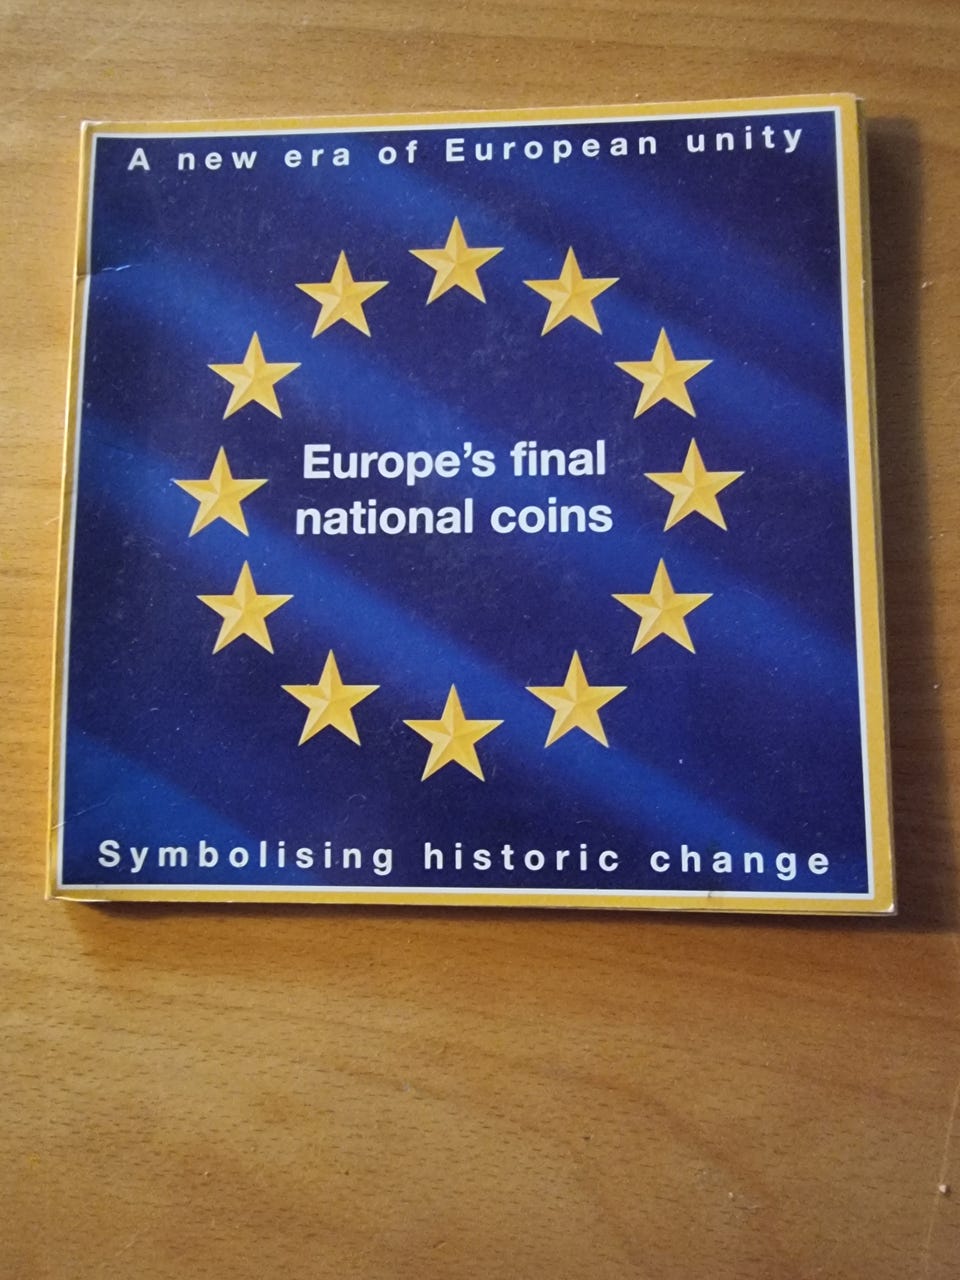 A new era of European unity
Europe's final
national coins
Symbolising historic change